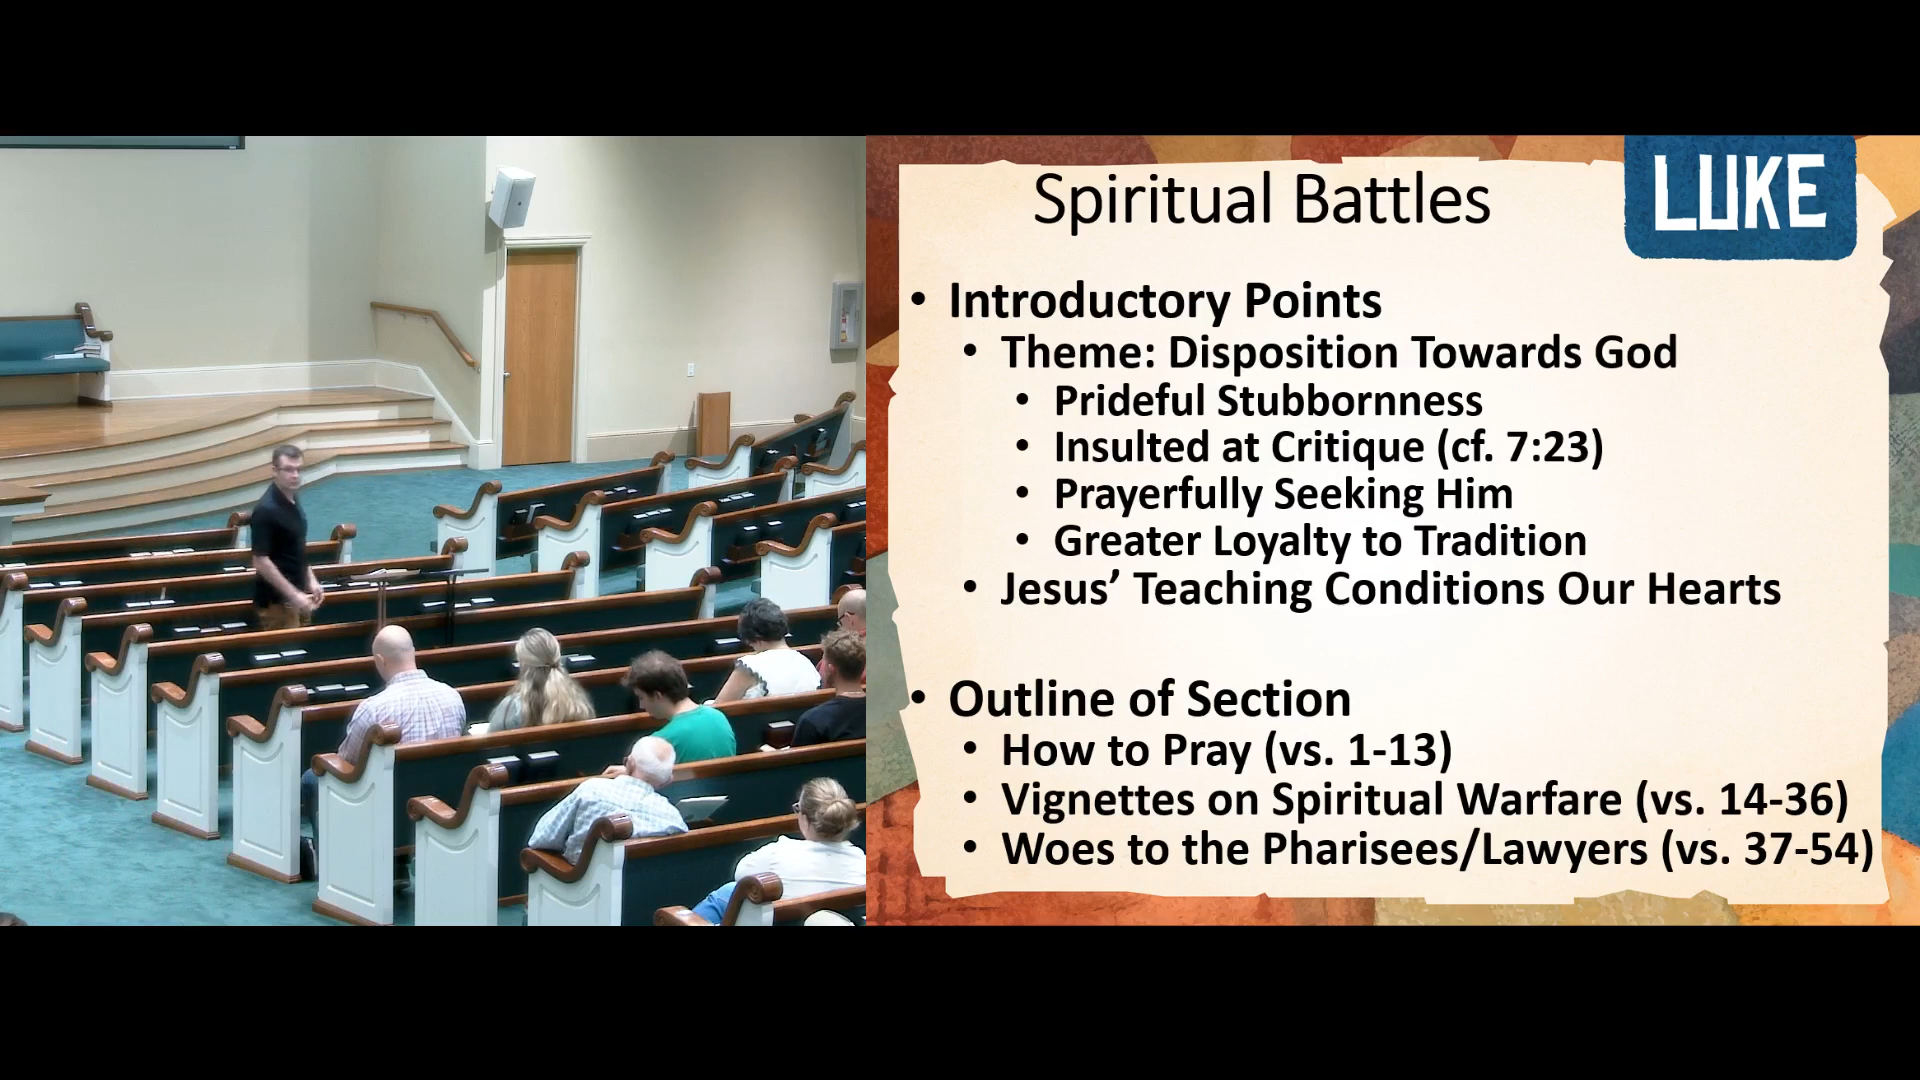 LUKE
Spiritual Battles
• Introductory Points
• Theme: Disposition Towards God
• Prideful Stubbornness
• Insulted at Critique (cf. 7:23)
• Prayerfully Seeking Him
• Greater Loyalty to Tradition
• Jesus’ Teaching Conditions Our Hearts
• Outline of Section
• How to Pray (vs. 1-13)
• Vignettes on Spiritual Warfare (vs. 14-36)
• Woes to the Pharisees/Lawyers (vs. 37-54)